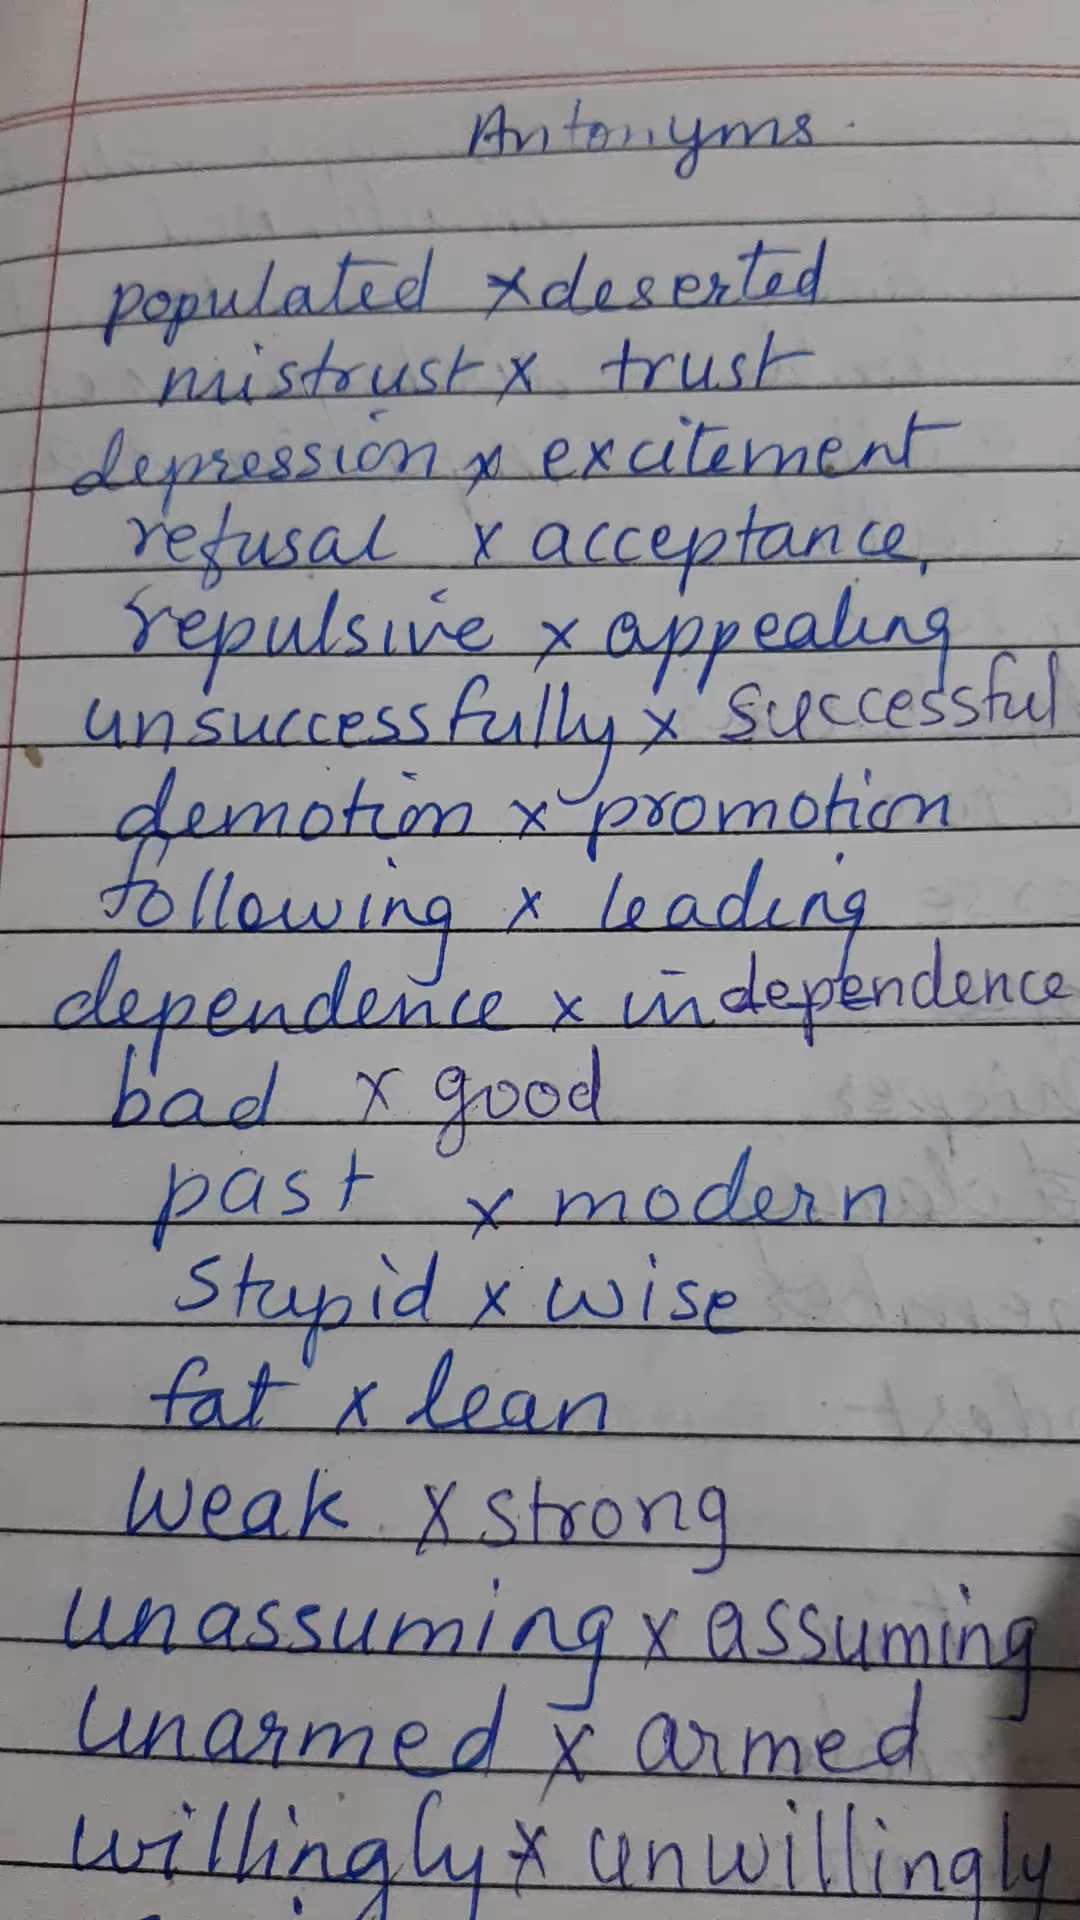 Antonyms.
populated x deserted
mistrust x trust
depression x excitement
refusal x acceptance
repulsive x appealing
unsuccessfully x successful
demotion x promotion
following x leading
dependence x independence
bad x good
past x modern
stupid x wise
fat x lean
weak x strong
unassuming x assuming
unarmed x armed
willingly x unwillingly